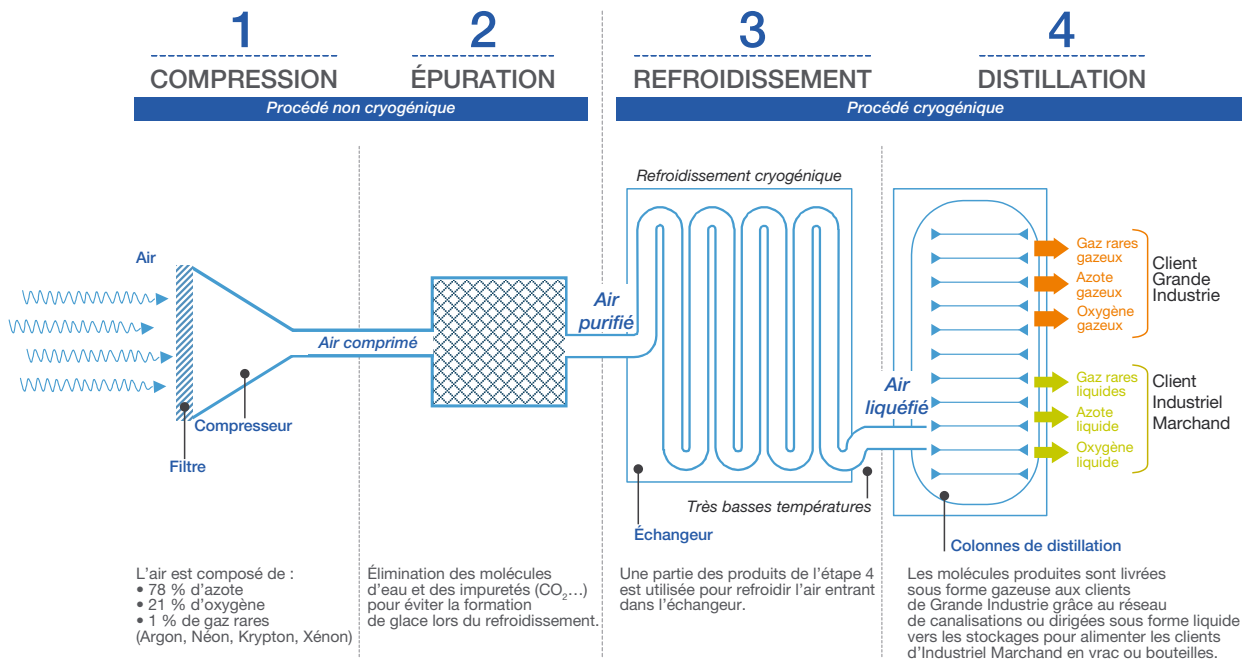 1
COMPRESSION
2
ÉPURATION
Procédé non cryogénique
3
REFROIDISSEMENT
4
DISTILLATION
Procédé cryogénique
Air
Filtre
Compresseur
Air comprimé
Air
purifié
Refroidissement cryogénique
Échangeur
Très basses températures
Air
liquéfié
Colonnes de distillation
Gaz rares
gazeux
Azote
gazeux
Oxygène
gazeux
Client
Grande
Industrie
Gaz rares
liquides
Azote
liquide
Oxygène
liquide
Client
Industriel
Marchand
L’air est composé de :
• 78 % d’azote
• 21 % d’oxygène
• 1 % de gaz rares
(Argon, Néon, Krypton, Xénon)
Élimination des molécules
d’eau et des impuretés (CO₂…)
pour éviter la formation
de glace lors du refroidissement.
Une partie des produits de l’étape 4
est utilisée pour refroidir l’air entrant
dans l’échangeur.
Les molécules produites sont livrées
sous forme gazeuse aux clients
de Grande Industrie grâce au réseau
de canalisations ou dirigées sous forme liquide
vers les stockages pour alimenter les clients
d’Industriel Marchand en vrac ou bouteilles.